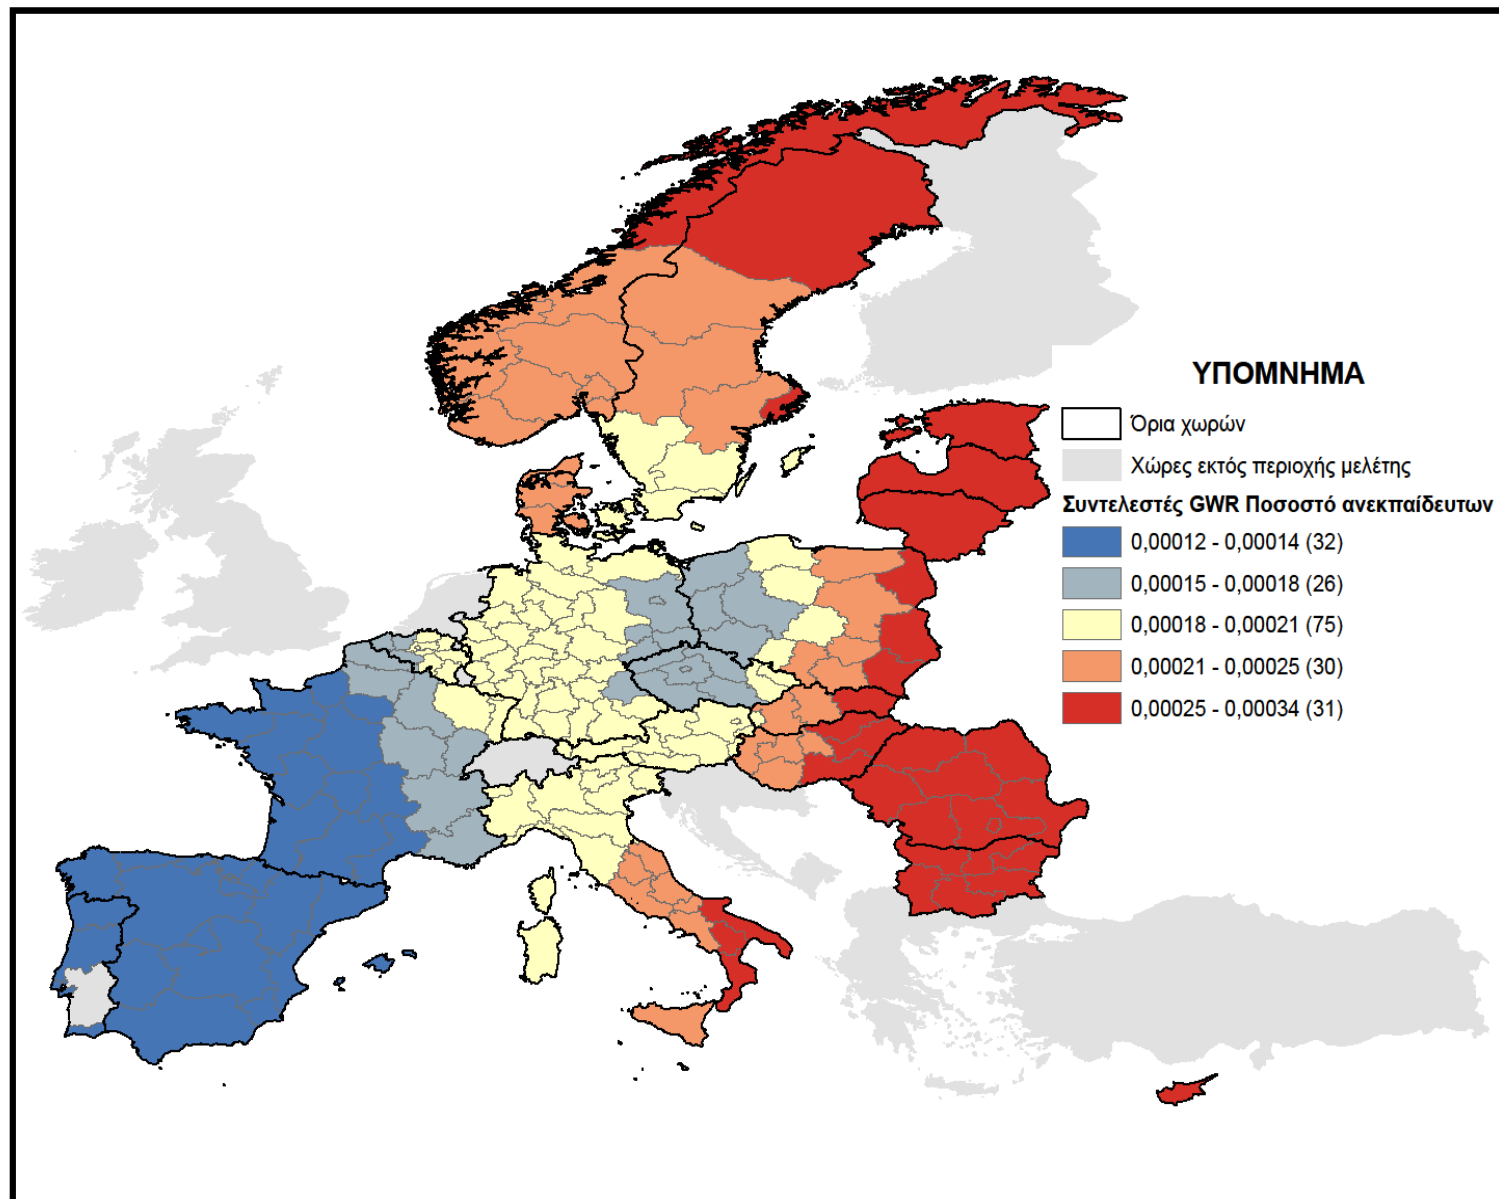 ΥΠΟΜΝΗΜΑ
Όρια χωρών
Χώρες εκτός περιοχής μελέτης
Συντελεστές GWR Ποσοστό ανεκπαίδευτων
0,00012 - 0,00014 (32)
0,00015 - 0,00018 (26)
0,00018 - 0,00021 (75)
0,00021 - 0,00025 (30)
0,00025 - 0,00034 (31)